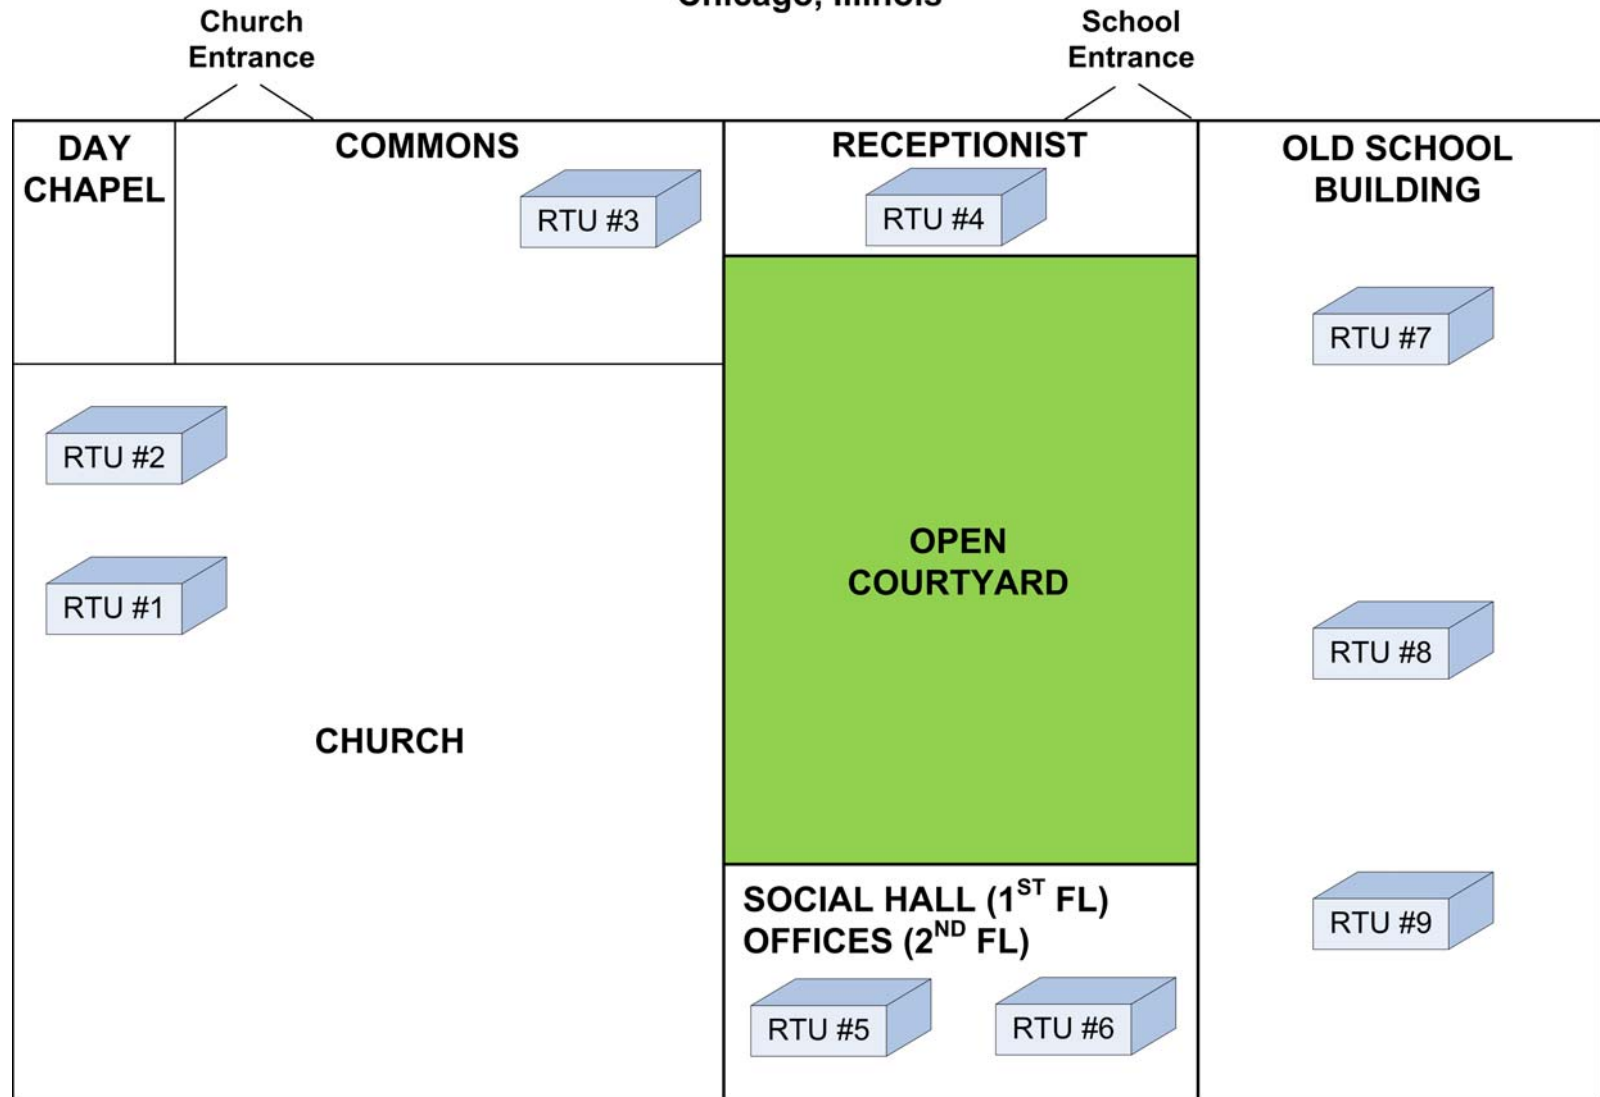 Chicago, Illinois
Church
Entrance
School
Entrance
DAY
CHAPEL
COMMONS
RTU #3
RECEPTIONIST
RTU #4
OLD SCHOOL
BUILDING
RTU #7
RTU #2
RTU #1
OPEN
COURTYARD
RTU #8
CHURCH
SOCIAL HALL (1ST FL)
OFFICES (2ND FL)
RTU #9
RTU #5
RTU #6